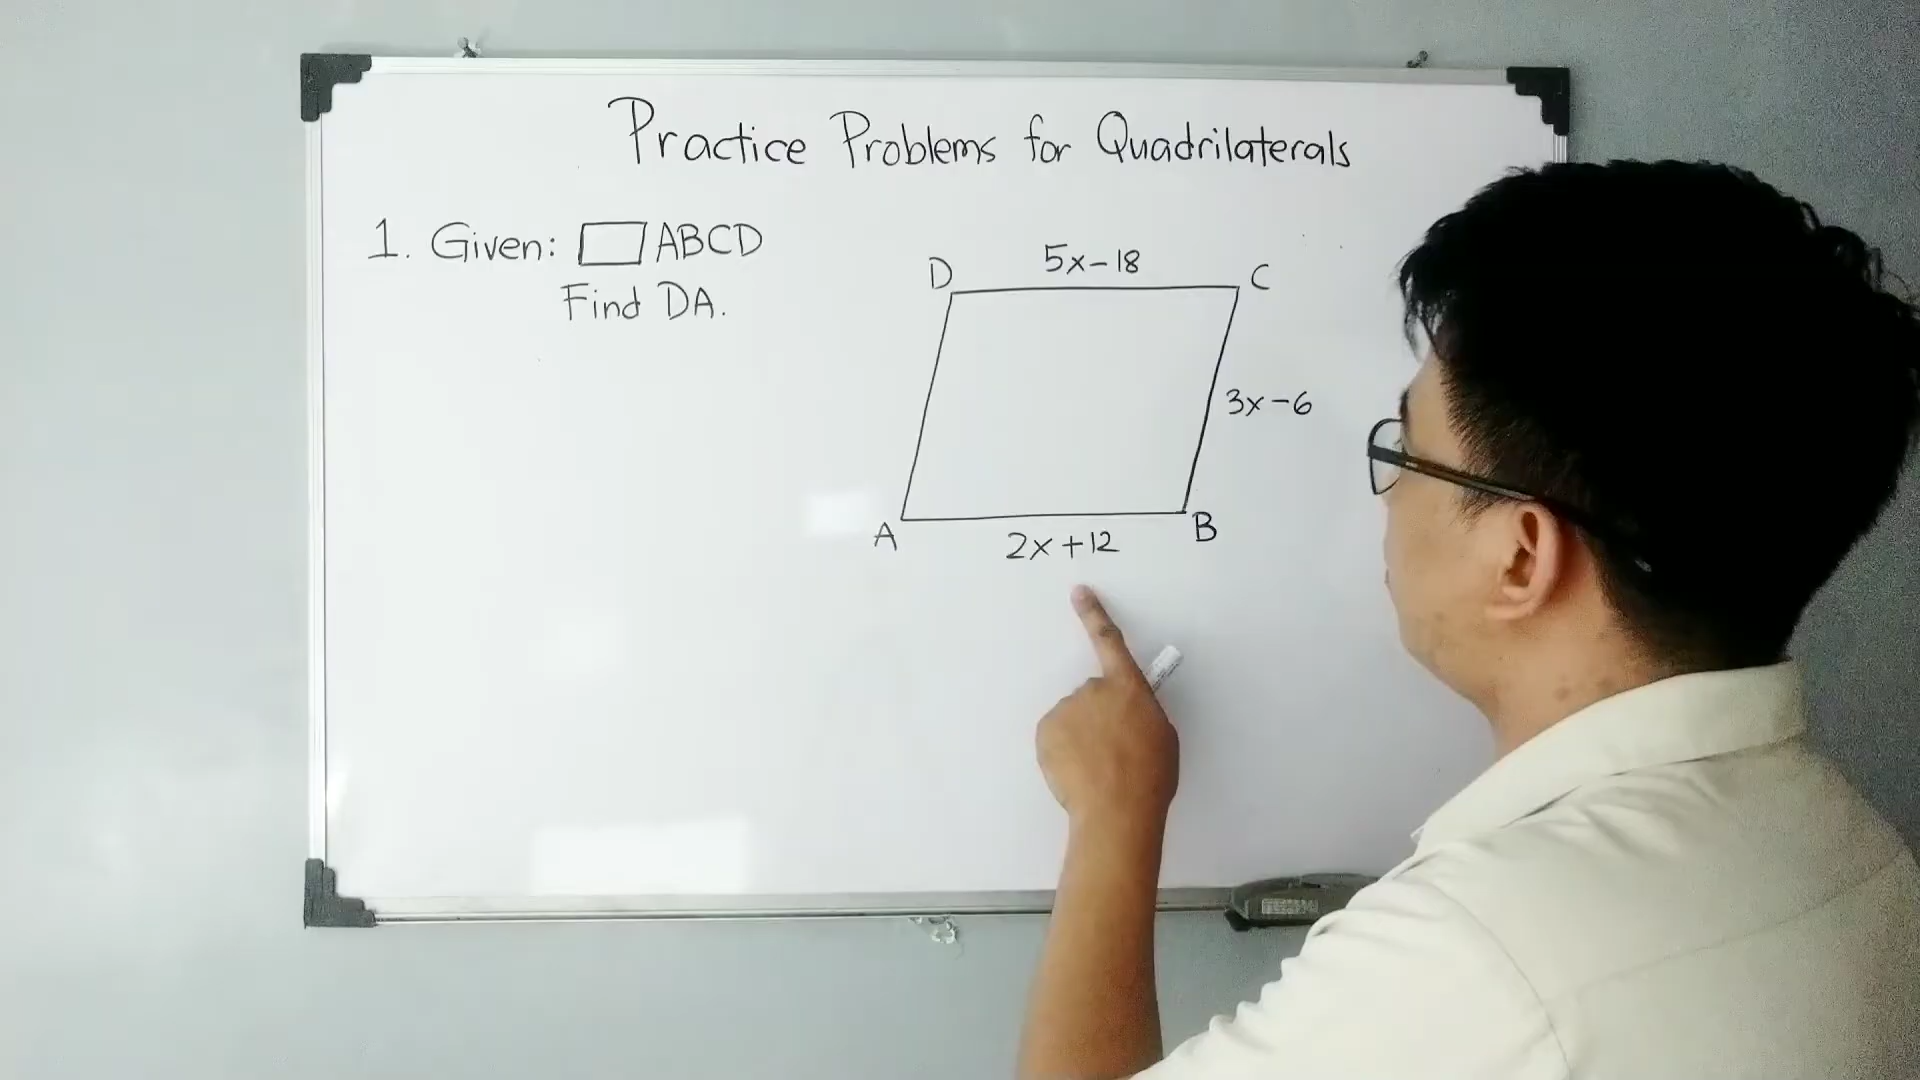 Practice Problems for Quadrilaterals
1. Given: ▱ABCD
Find DA.
D
5x-18
C
3x-6
A
2x+12
B